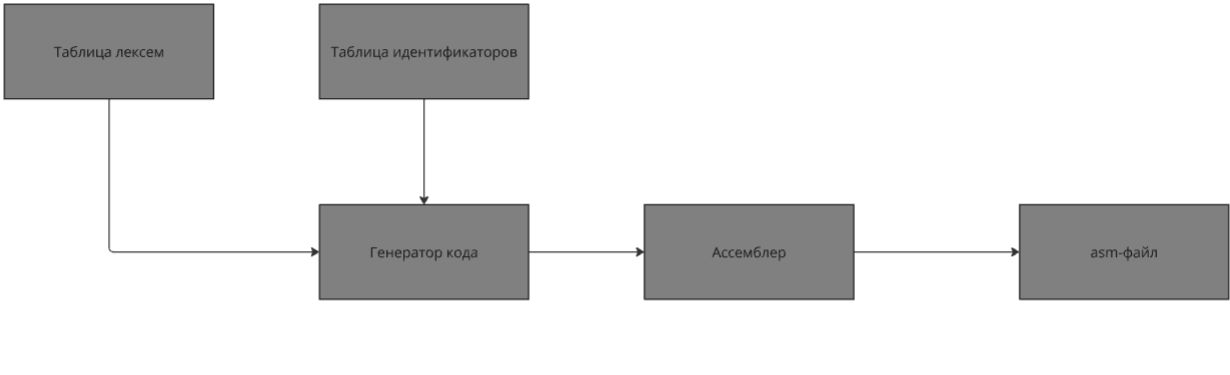 Таблица лексем
Таблица идентификаторов
Генератор кода
Ассемблер
asm-файл